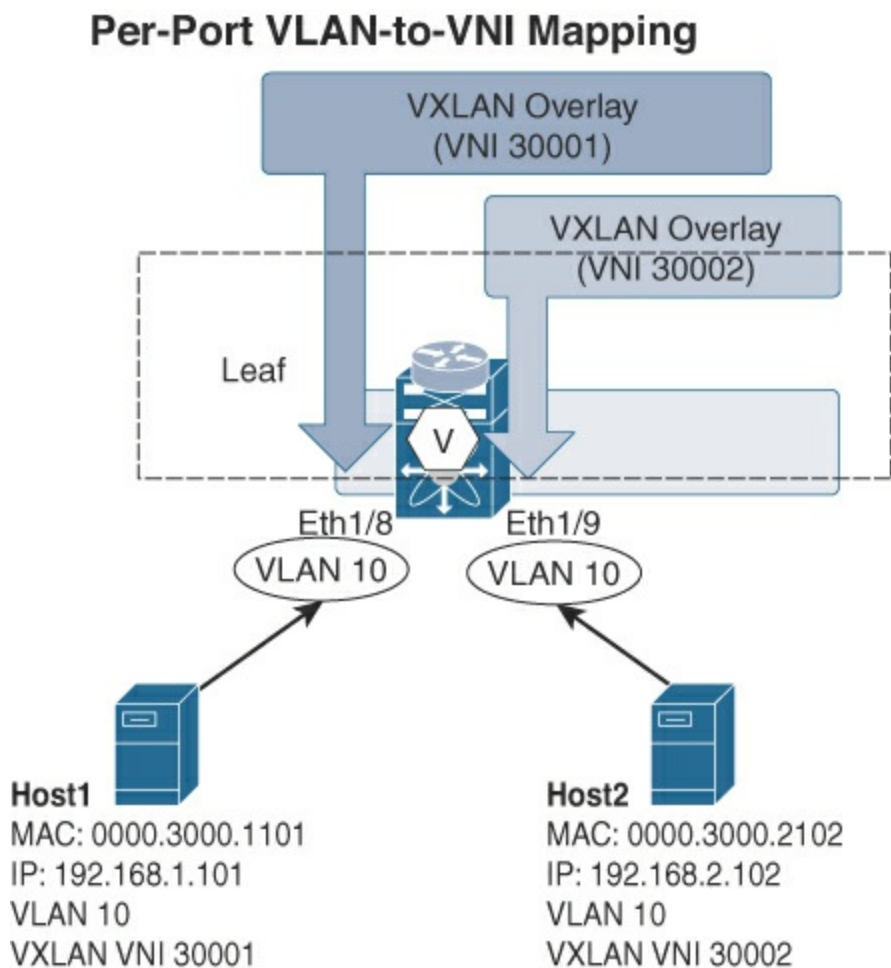 Per-Port VLAN-to-VNI Mapping
VXLAN Overlay
(VNI 30001)
VXLAN Overlay
(VNI 30002)
Leaf
V
Eth1/8
Eth1/9
VLAN 10
VLAN 10
Host1
MAC: 0000.3000.1101
IP: 192.168.1.101
VLAN 10
VXLAN VNI 30001
Host2
MAC: 0000.3000.2102
IP: 192.168.2.102
VLAN 10
VXLAN VNI 30002